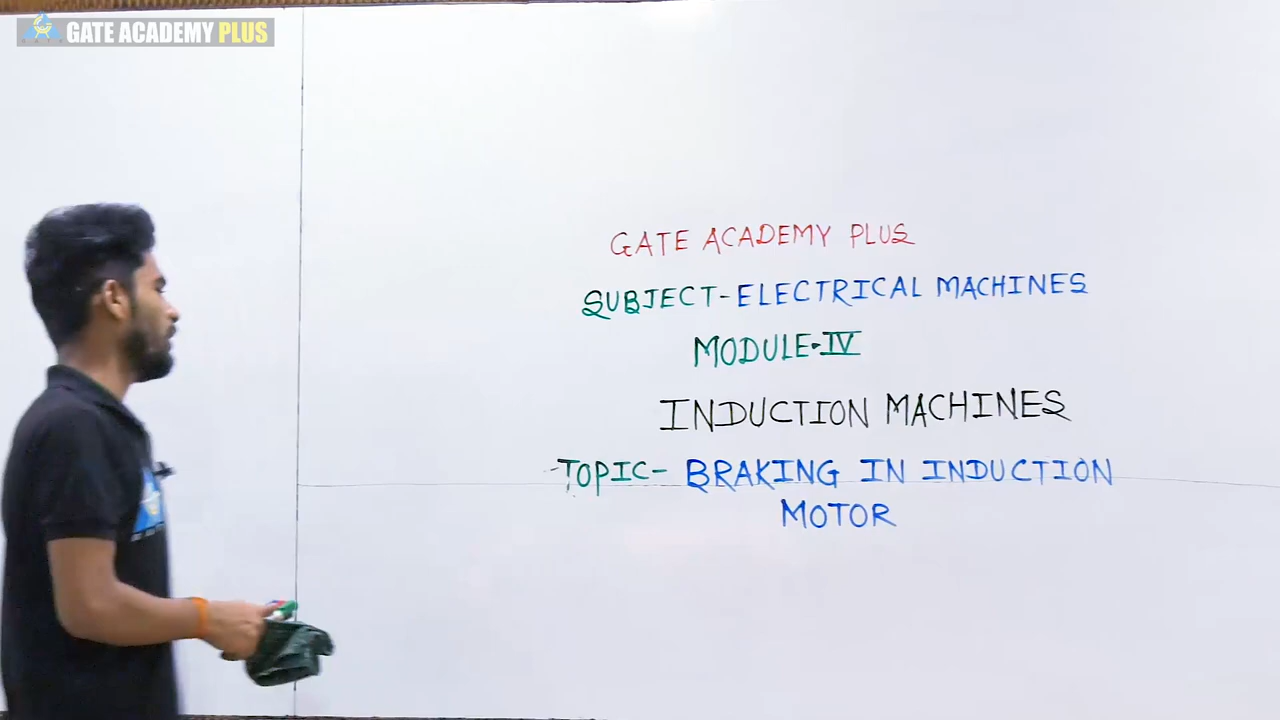 GATE ACADEMY PLUS
GATE ACADEMY PLUS
SUBJECT-ELECTRICAL MACHINES
MODULE-IV
INDUCTION MACHINES
TOPIC- BRAKING IN INDUCTION
MOTOR